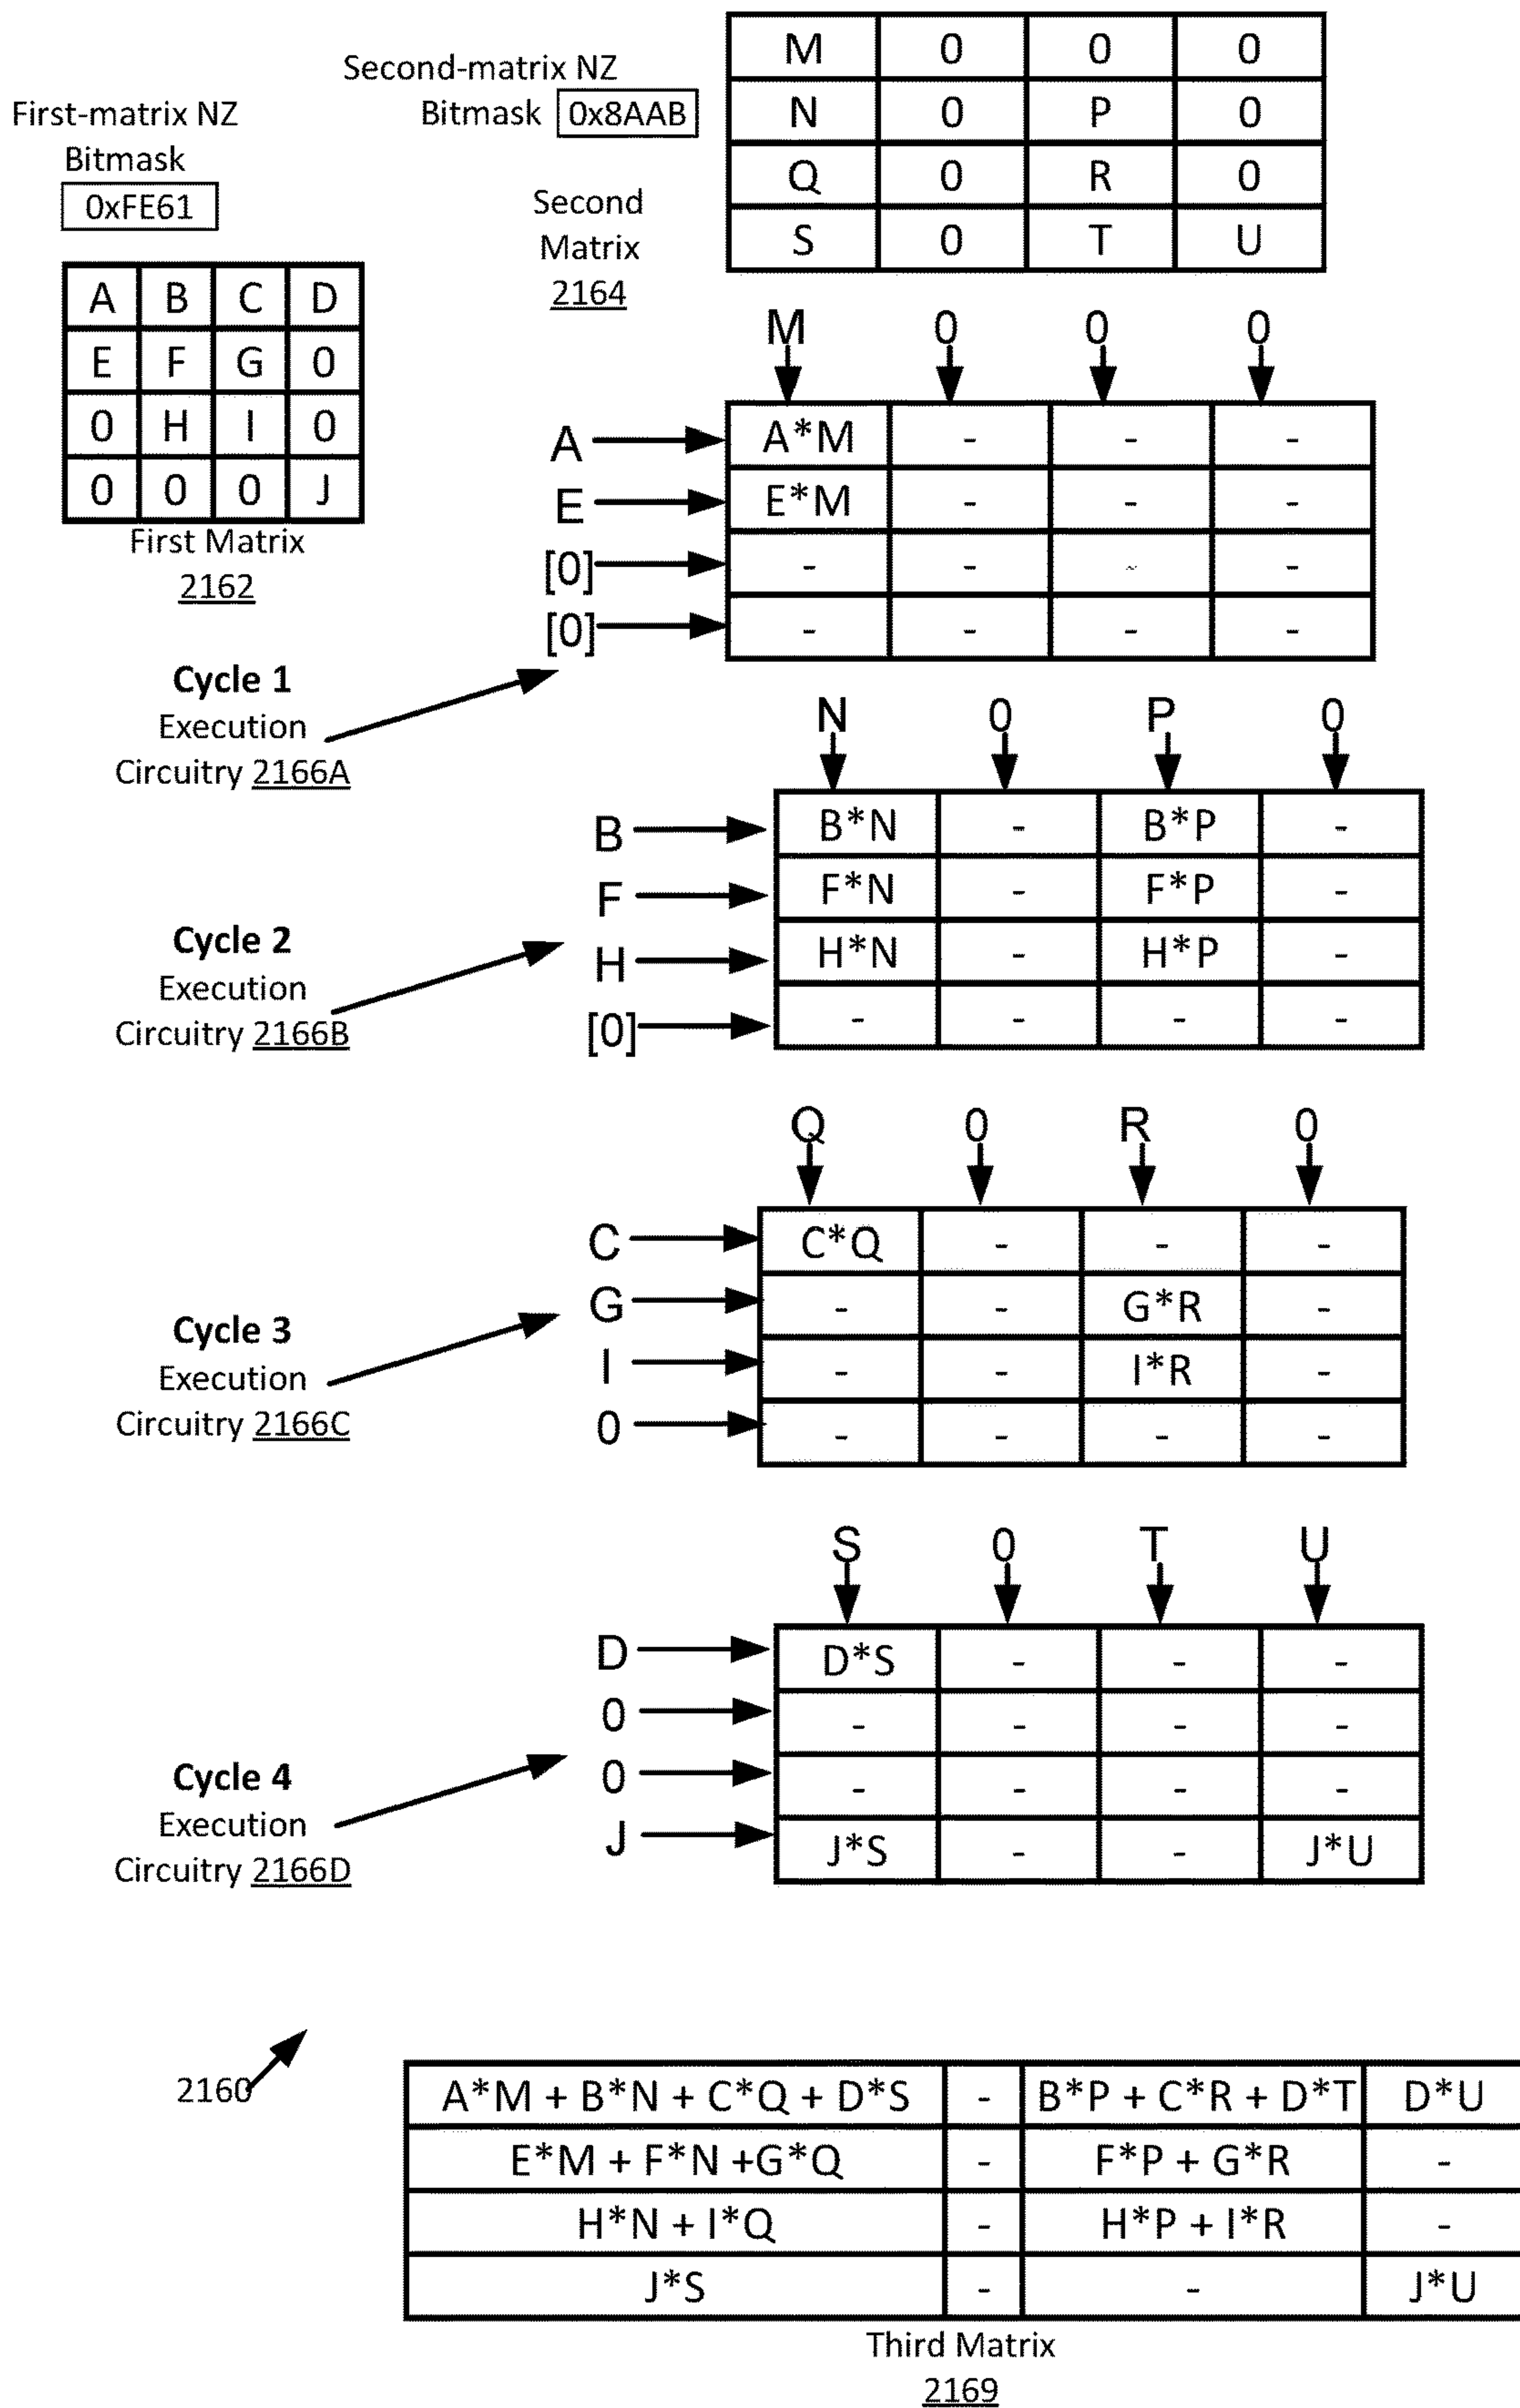 First-matrix NZ
Bitmask
0xFE61
Second-matrix NZ
Bitmask 0x8AAB
Second
Matrix
2164
M 0 0 0
N 0 P 0
Q 0 R 0
S 0 T U
A B C D
E F G 0
0 H I 0
0 0 0 J
First Matrix
2162
M 0 0 0
A A*M - - -
E E*M - - -
[0] - - - -
[0] - - - -
Cycle 1
Execution
Circuitry 2166A
N 0 P 0
B B*N - B*P -
F F*N - F*P -
H H*N - H*P -
[0] - - - -
Cycle 2
Execution
Circuitry 2166B
Q 0 R 0
C C*Q - - -
G - - G*R -
I - - I*R -
0 - - - -
Cycle 3
Execution
Circuitry 2166C
S 0 T U
D D*S - - -
0 - - - -
0 - - - -
J J*S - - J*U
Cycle 4
Execution
Circuitry 2166D
2160
A*M + B*N + C*Q + D*S - B*P + C*R + D*T D*U
E*M + F*N +G*Q - F*P + G*R -
H*N + I*Q - H*P + I*R -
J*S - - J*U
Third Matrix
2169